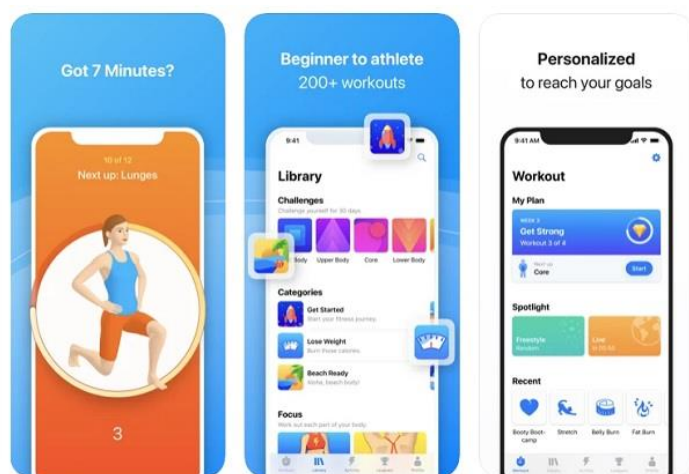 Got 7 Minutes?
10 of 12
Next up: Lunges
3
Beginner to athlete
200+ workouts
9:41
Library
Challenges
Challenge yourself for 30 days
Body
Upper Body
Core
Lower Body
Categories
Get Started
Start your fitness journey
Lose Weight
Burn those calories
Beach Ready
Aloha, beach body!
Focus
Work out each part of your body
Library
Personalized
to reach your goals
9:41 AM
Workout
My Plan
WEEK 3
Get Strong
Workout 3 of 4
Next up
Core
Start
Spotlight
Freestyle
Random
Live
Recent
Booty Boot-
camp
Stretch
Belly Burn
Fat Burn
Workout